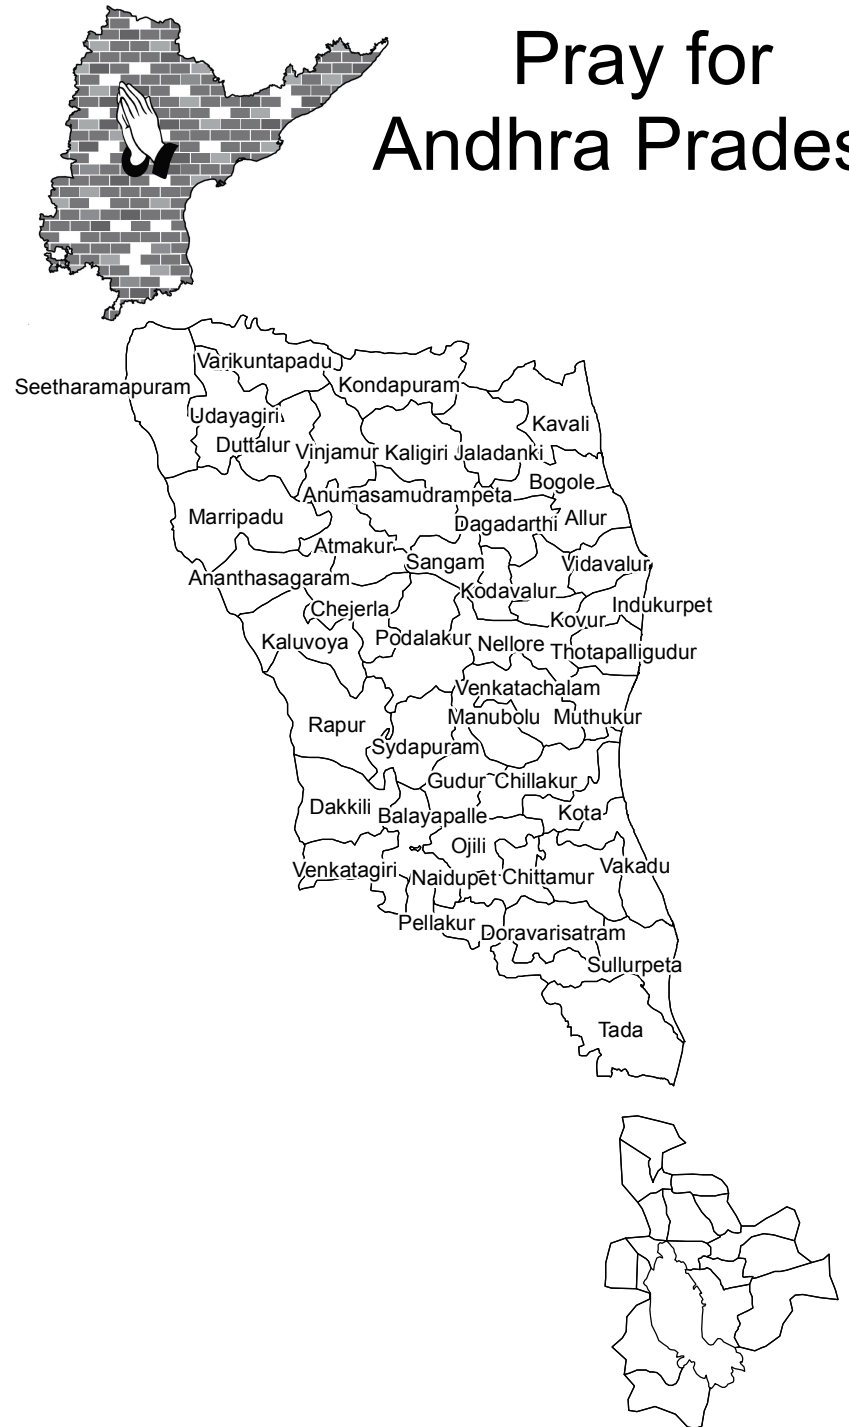 Pray for
Andhra Prades
Varikuntapadu
Seetharamapuram
Kondapuram
Udayagiri
Kavali
Duttalur
Vinjamur
Kaligiri
Jaladanki
Bogole
Anumasamudrampeta
Marripadu
Dagadarthi
Allur
Atmakur
Sangam
Vidavalur
Ananthasagaram
Kodavalur
Chejerla
Indukurpet
Kovur
Kaluvoya
Podalakur
Nellore
Thotapalligudur
Venkatachalam
Rapur
Manubolu
Muthukur
Sydapuram
Gudur
Chillakur
Dakkili
Balayapalle
Kota
Ojili
Venkatagiri
Naidupet
Chittamur
Vakadu
Pellakur
Doravarisatram
Sullurpeta
Tada